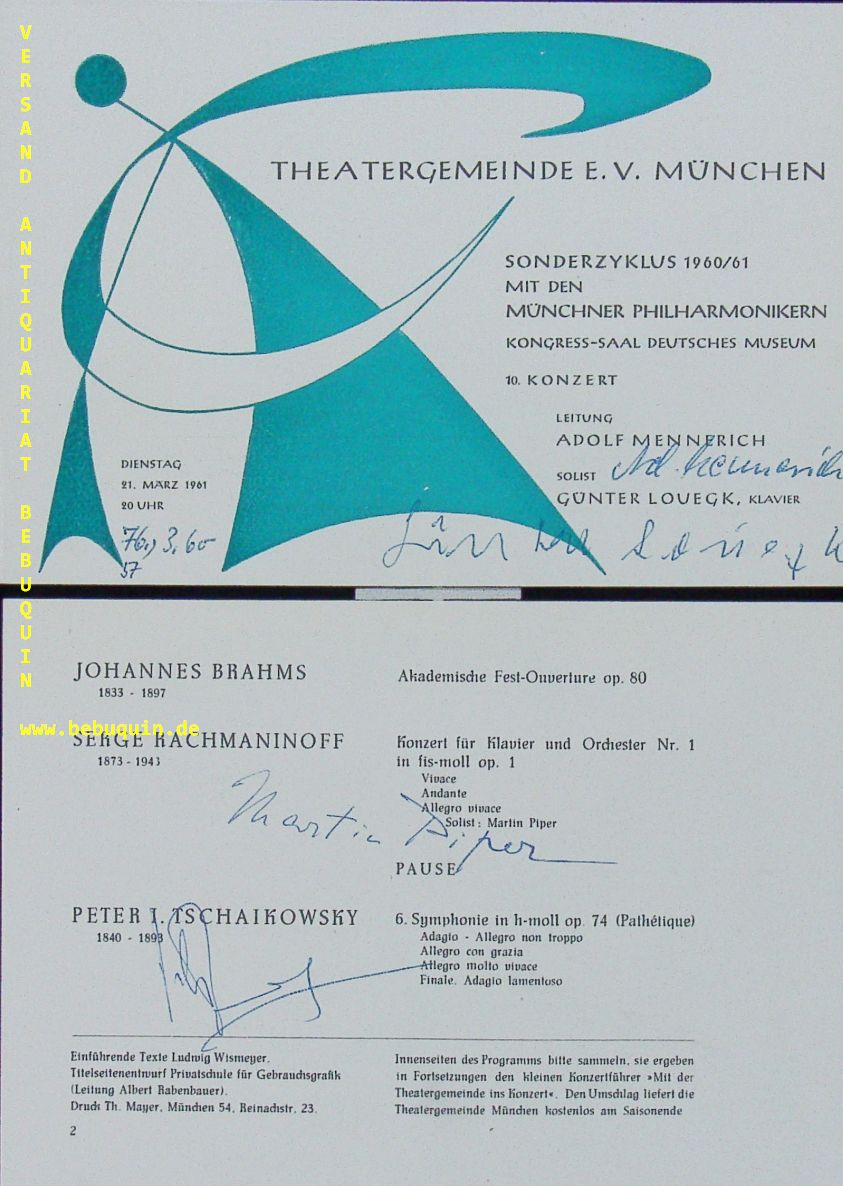 VERSAND ANTIQUARIAT BEBUQUIN
www.bebuquin.de
THEATERGEMEINDE E. V. MÜNCHEN
SONDERZYKLUS 1960/61
MIT DEN
MÜNCHNER PHILHARMONIKERN
KONGRESS-SAAL DEUTSCHES MUSEUM
10. KONZERT
LEITUNG
ADOLF MENNERICH
SOLIST
GÜNTER LOUEGK, KLAVIER
DIENSTAG
21. MÄRZ 1961
20 UHR
3.60
57
JOHANNES BRAHMS
1833 - 1897
Akademische Fest-Ouverture op. 80
SERGE RACHMANINOFF
1873 - 1943
Konzert für Klavier und Orchester Nr. 1
in fis-moll op. 1
Vivace
Andante
Allegro vivace
Solist: Martin Piper
Martin Piper
PAUSE
PETER I. TSCHAIKOWSKY
1840 - 1893
6. Symphonie in h-moll op. 74 (Pathétique)
Adagio - Allegro non troppo
Allegro con grazia
Allegro molto vivace
Finale. Adagio lamentoso
Einführende Texte Ludwig Wismeyer.
Titelseitenentwurf Privatschule für Gebrauchsgrafik
(Leitung Albert Rabenbauer).
Druck Th. Mayer, München 54, Reinachstr. 23.
2
Innenseiten des Programms bitte sammeln, sie ergeben
in Fortsetzungen den kleinen Konzertführer »Mit der
Theatergemeinde ins Konzert«. Den Umschlag liefert die
Theatergemeinde München kostenlos am Saisonende